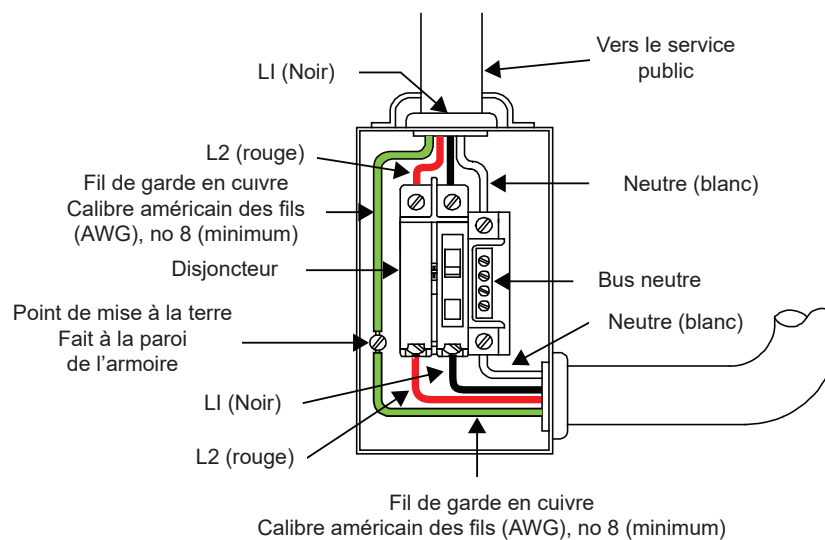 Vers le service
public
LI (Noir)
L2 (rouge)
Fil de garde en cuivre
Calibre américain des fils
(AWG), no 8 (minimum)
Neutre (blanc)
Disjoncteur
Bus neutre
Point de mise à la terre
Fait à la paroi
de l’armoire
Neutre (blanc)
LI (Noir)
L2 (rouge)
Fil de garde en cuivre
Calibre américain des fils (AWG), no 8 (minimum)